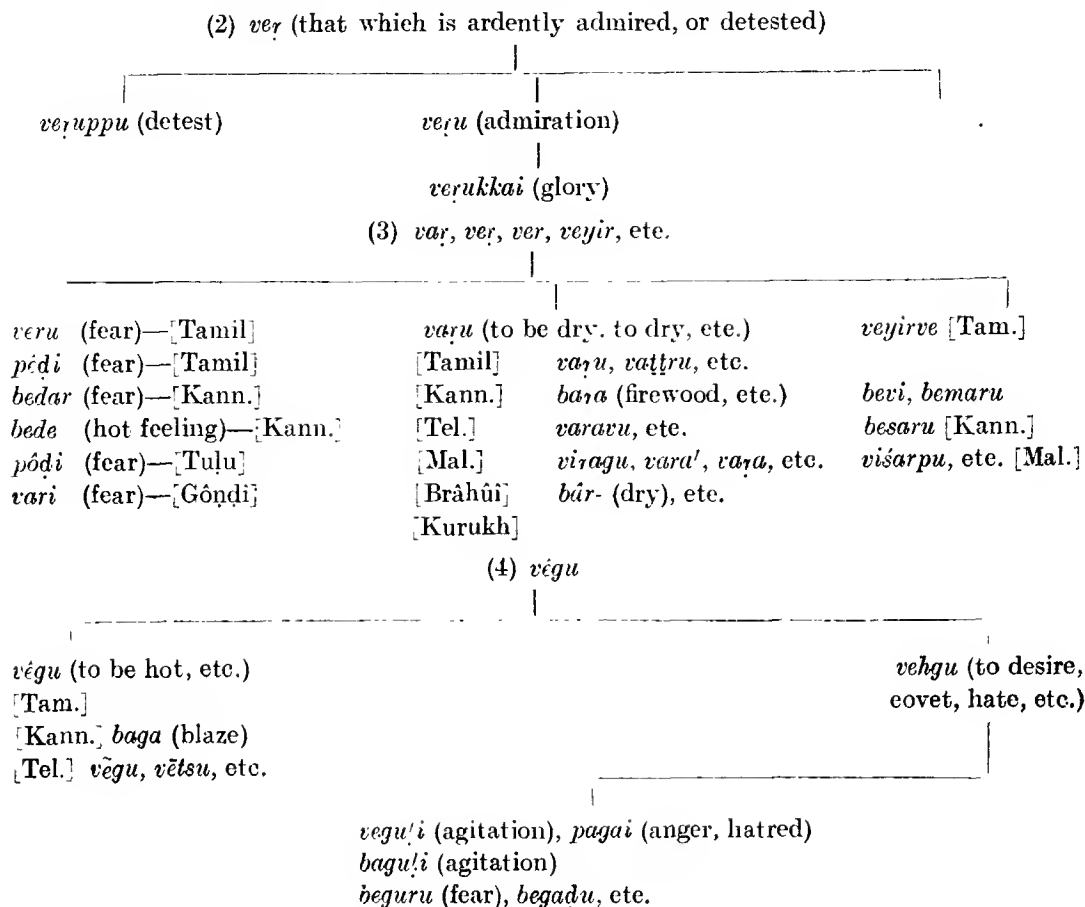 (2) veṛ (that which is ardently admired, or detested)
veṛuppu (detest) veṛu (admiration)
veṛukkai (glory)
(3) vaṛ, veṛ, ver, veyir, etc.
veru (fear)—[Tamil] vaṛu (to be dry, to dry, etc.) veyirve [Tam.]
pêḍi (fear)—[Tamil] [Tamil] vaṛu, vaṭṭru, etc.
bedar (fear)—[Kann.] [Kann.] baṛa (firewood, etc.) bevi, bemaru
bede (hot feeling)—[Kann.] [Tel.] varavu, etc. besaru [Kann.]
pôḍi (fear)—[Tuḷu] [Mal.] viṛagu, vara', vaṛa, etc. viśarpu, etc. [Mal.]
vari (fear)—[Gôṇḍi] [Brâhûî] bâr- (dry), etc.
[Kurukh]
(4) vêgu
vêgu (to be hot, etc.) vehgu (to desire,
[Tam.] covet, hate, etc.)
[Kann.] baga (blaze)
[Tel.] vēgu, vētsu, etc.
veguḷi (agitation), pagai (anger, hatred)
baguḷi (agitation)
beguru (fear), begaḍu, etc.